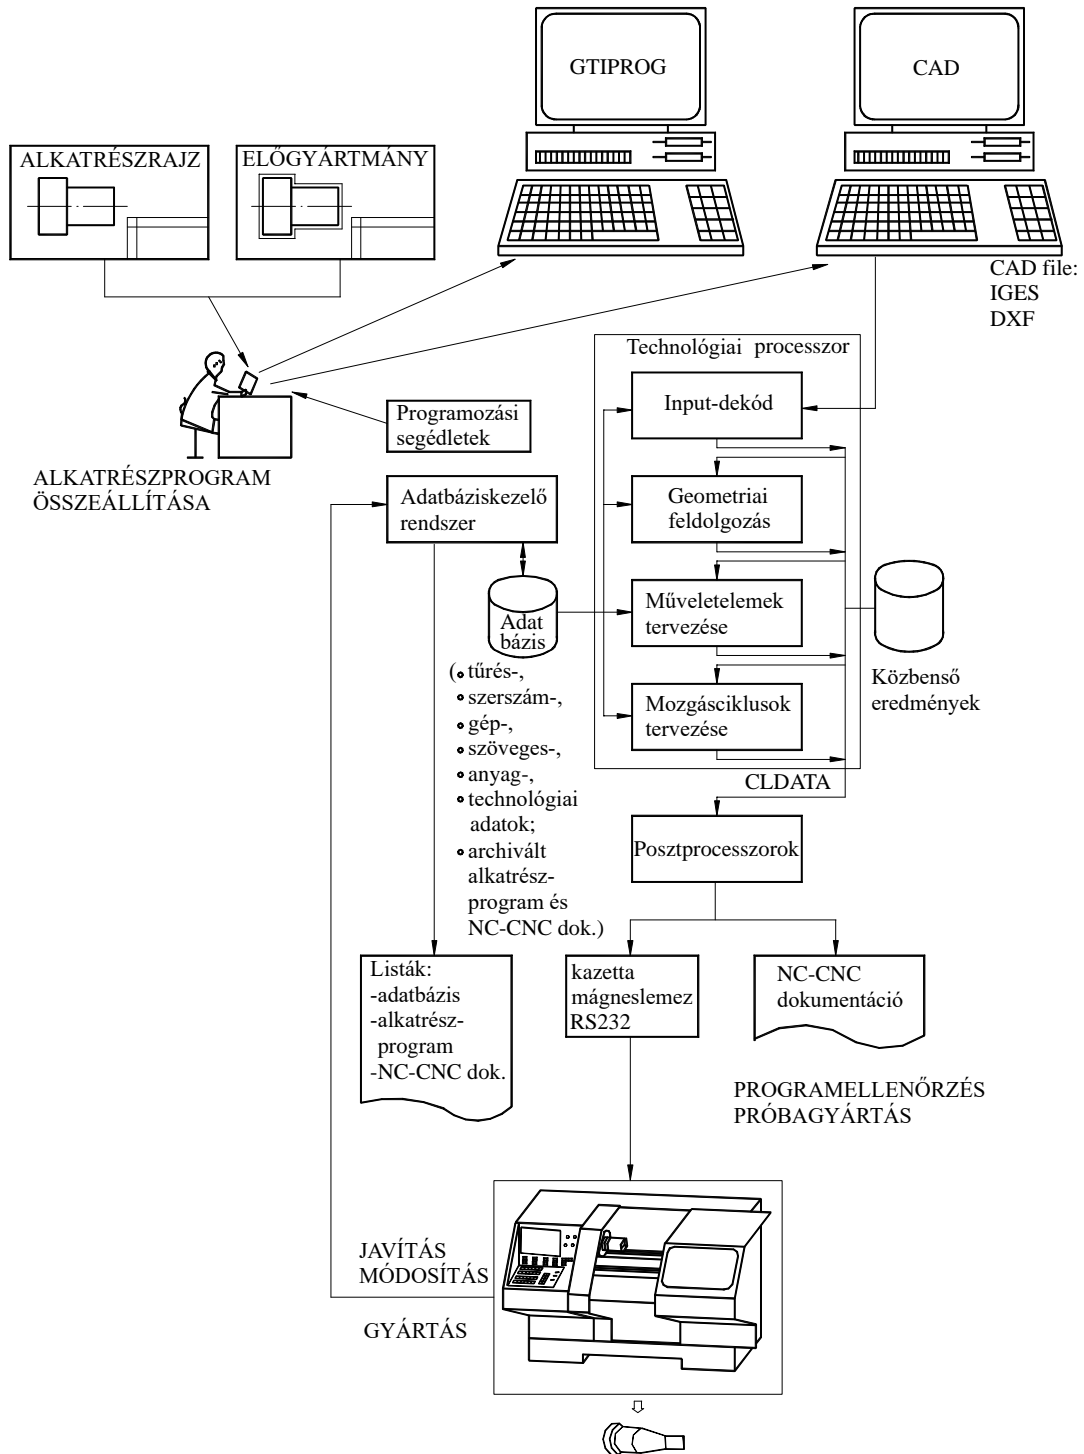 GTIPROG
CAD
ALKATRÉSZRAJZ
ELŐGYÁRTMÁNY
CAD file:
IGES
DXF
Technológiai processzor
Input-dekód
Programozási
segédletek
ALKATRÉSZPROGRAM
ÖSSZEÁLLÍTÁSA
Adatbáziskezelő
rendszer
Geometriai
feldolgozás
Adat
bázis
Műveletelemek
tervezése
(∘ tűrés-,
∘ szerszám-,
∘ gép-,
∘ szöveges-,
∘ anyag-,
∘ technológiai
adatok;
∘ archivált
alkatrész-
program és
NC-CNC dok.)
Közbenső
eredmények
Mozgásciklusok
tervezése
CLDATA
Posztprocesszorok
Listák:
-adatbázis
-alkatrész-
program
-NC-CNC dok.
kazetta
mágneslemez
RS232
NC-CNC
dokumentáció
PROGRAMELLENŐRZÉS
PRÓBAGYÁRTÁS
JAVÍTÁS
MÓDOSÍTÁS
GYÁRTÁS